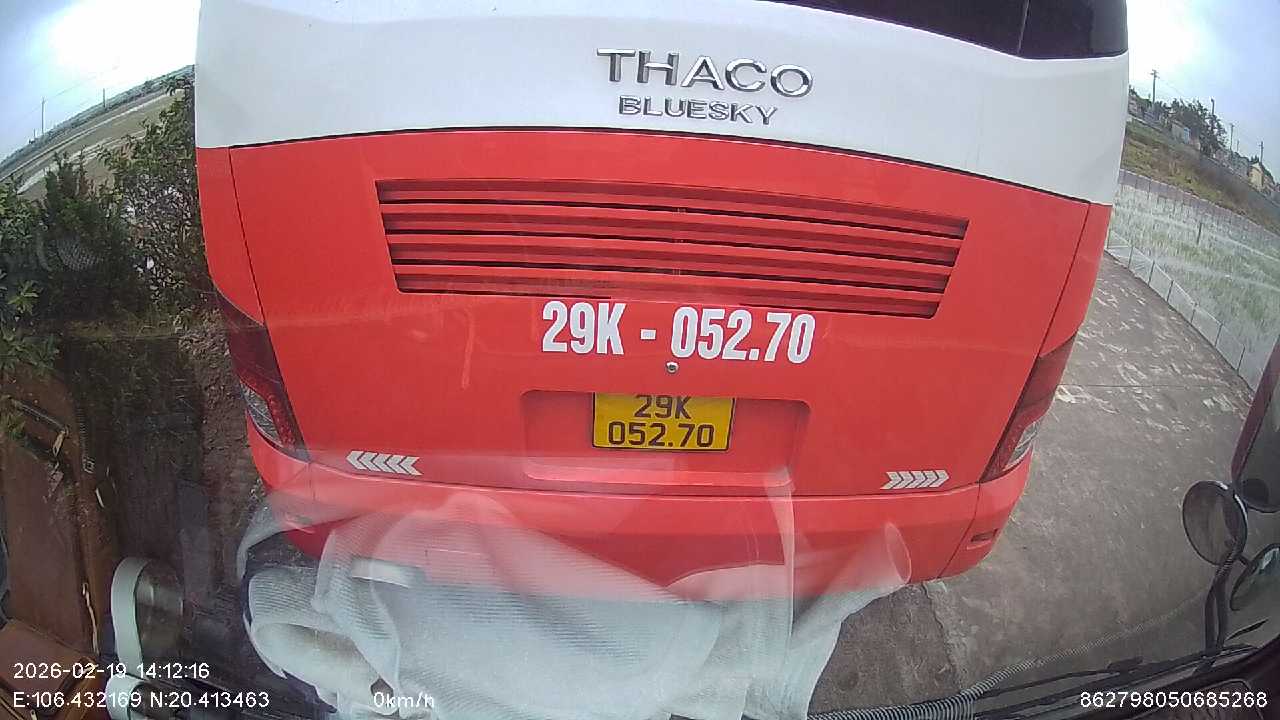 THACO
BLUESKY
29K - 052.70
29K
052.70
2026-02-19 14:12:16
E:106.432169 N:20.413463 0km/h 862798050685268